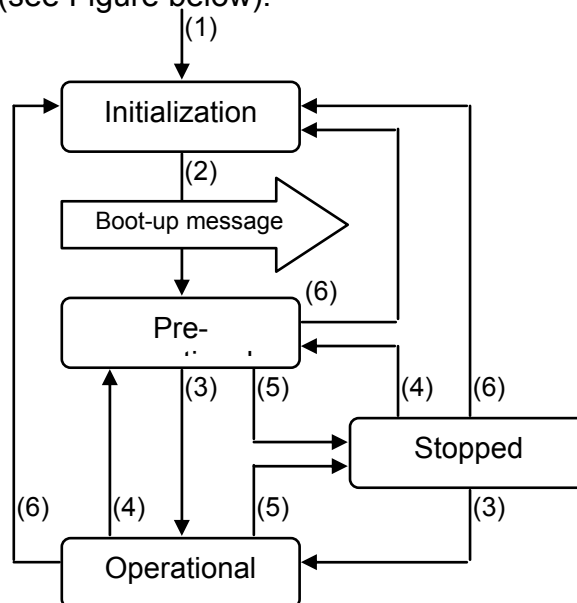 (see Figure below).
(1)
Initialization
(2)
Boot-up message
(6)
Pre-
(3)
(5)
(4)
(6)
Stopped
(6)
(4)
(5)
(3)
Operational